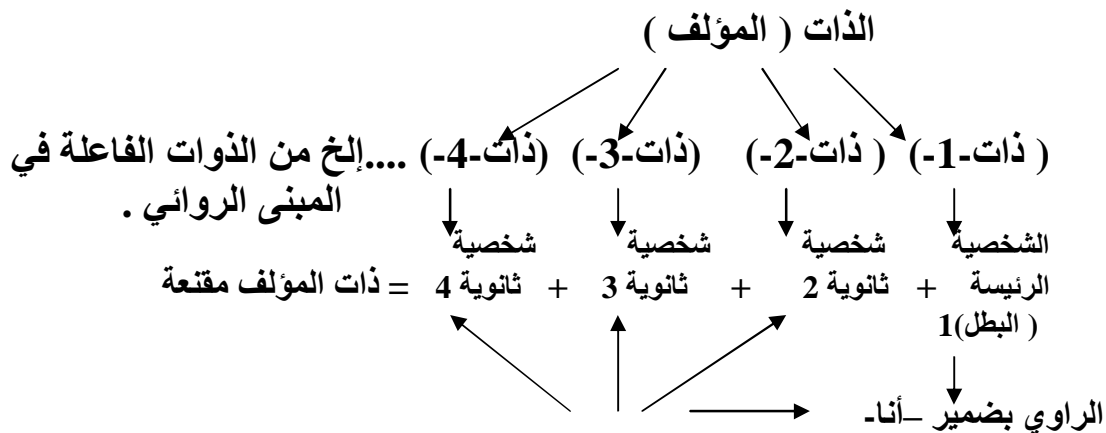 الذات ( المؤلف )
( ذات-1-) ( ذات-2-) (ذات-3-) (ذات-4-) ....إلخ من الذوات الفاعلة في
المبنى الروائي .
الشخصية شخصية شخصية شخصية
الرئيسة + ثانوية 2 + ثانوية 3 + ثانوية 4 = ذات المؤلف مقنعة
( البطل)1
الراوي بضمير –أنا-